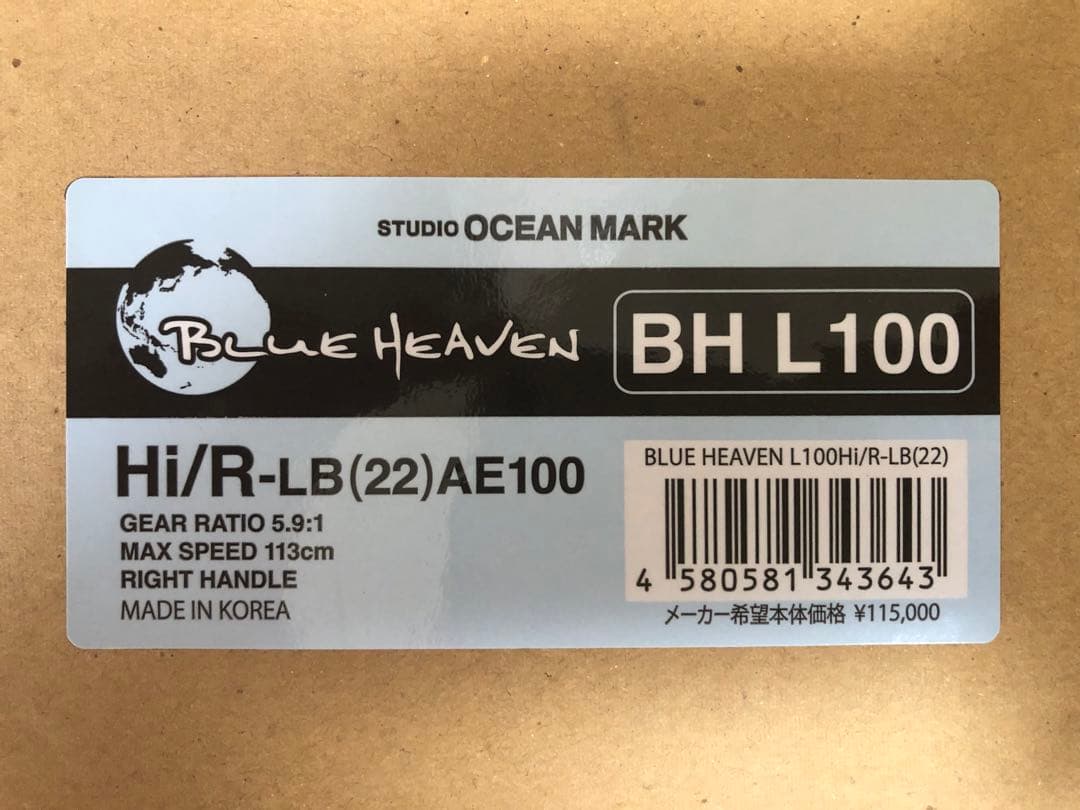 STUDIO OCEAN MARK
BLUE HEAVEN
BH L100
Hi/R-LB(22)AE100
GEAR RATIO 5.9:1
MAX SPEED 113cm
RIGHT HANDLE
MADE IN KOREA
BLUE HEAVEN L100Hi/R-LB(22)
4 580581 343643
メーカー希望本体価格 ¥115,000